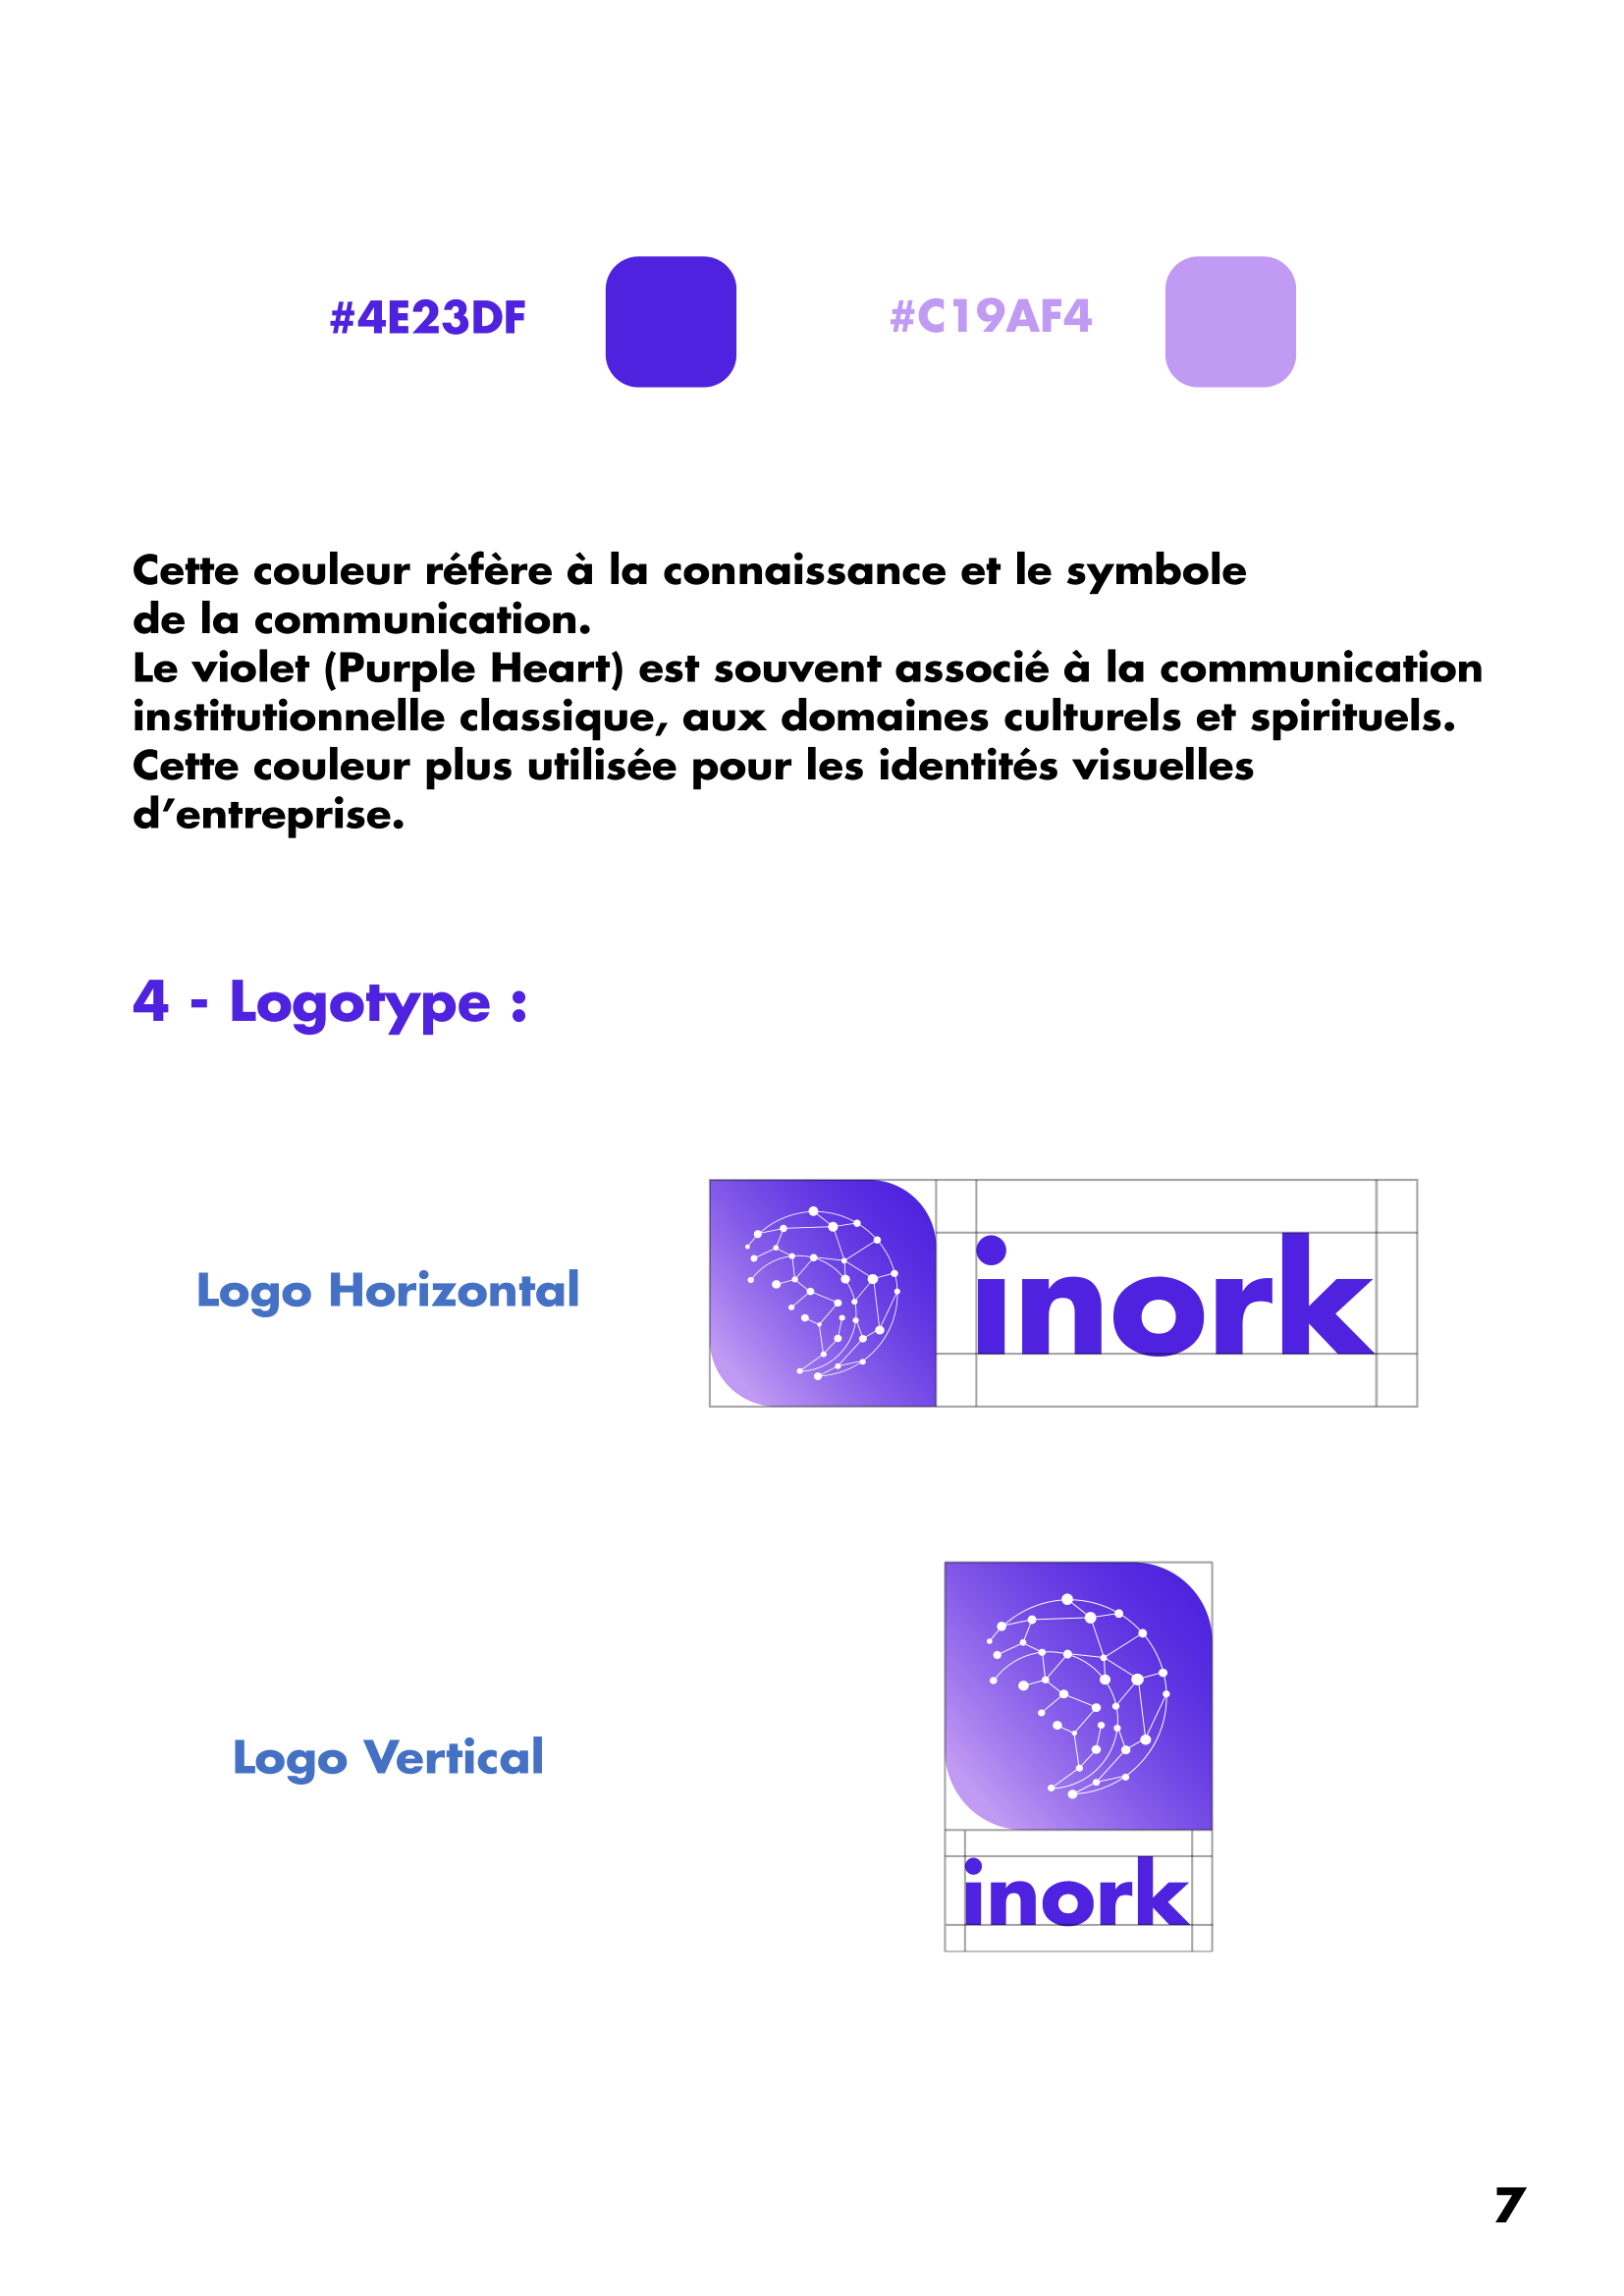 #4E23DF #C19AF4
Cette couleur réfère à la connaissance et le symbole
de la communication.
Le violet (Purple Heart) est souvent associé à la communication
institutionnelle classique, aux domaines culturels et spirituels.
Cette couleur plus utilisée pour les identités visuelles
d’entreprise.
4 - Logotype :
Logo Horizontal
inork
Logo Vertical
inork
7